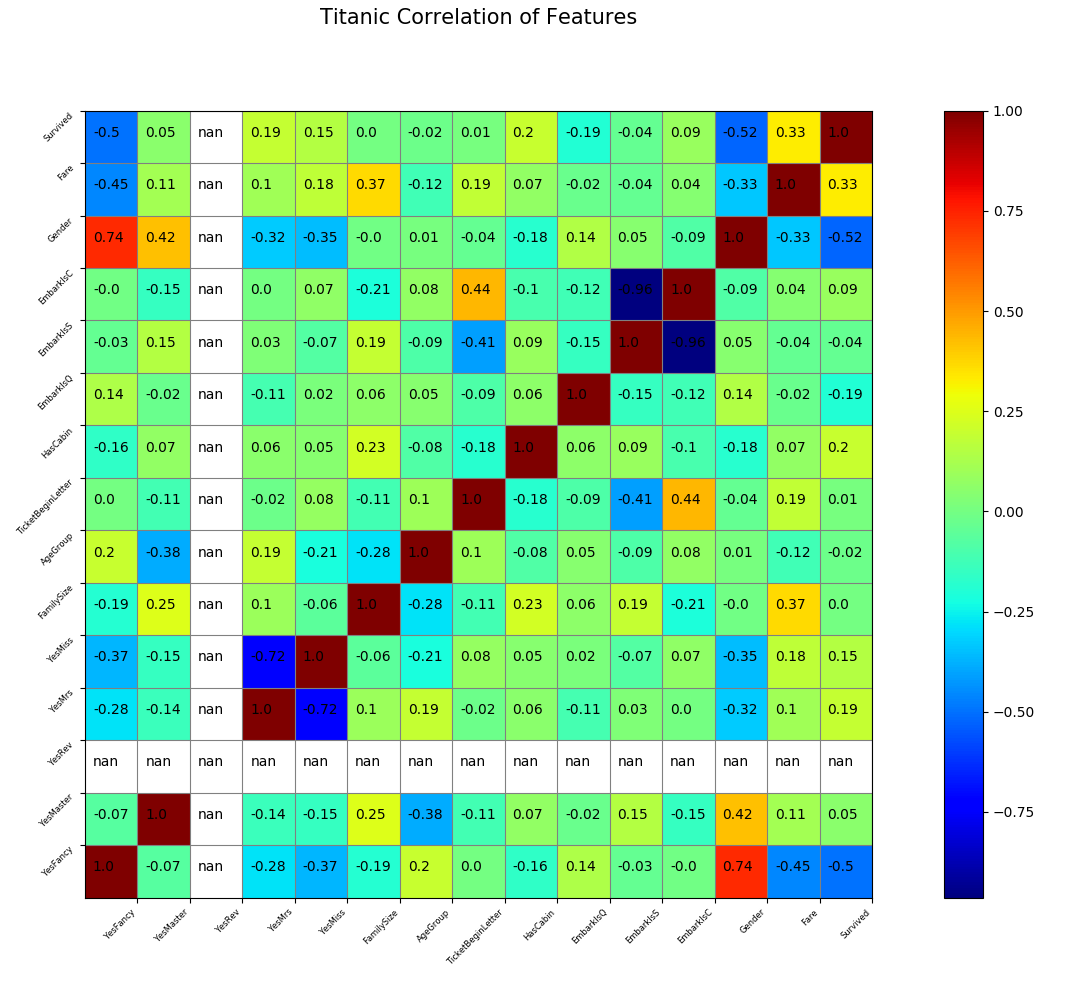 Titanic Correlation of Features
Survived -0.5 0.05 nan 0.19 0.15 0.0 -0.02 0.01 0.2 -0.19 -0.04 0.09 -0.52 0.33 1.0
Fare -0.45 0.11 nan 0.1 0.18 0.37 -0.12 0.19 0.07 -0.02 -0.04 0.04 -0.33 1.0 0.33
Gender 0.74 0.42 nan -0.32 -0.35 -0.0 0.01 -0.04 -0.18 0.14 0.05 -0.09 1.0 -0.33 -0.52
EmbarkIsC -0.0 -0.15 nan 0.0 0.07 -0.21 0.08 0.44 -0.1 -0.12 -0.96 1.0 -0.09 0.04 0.09
EmbarkIsS -0.03 0.15 nan 0.03 -0.07 0.19 -0.09 -0.41 0.09 -0.15 1.0 -0.96 0.05 -0.04 -0.04
EmbarkIsQ 0.14 -0.02 nan -0.11 0.02 0.06 0.05 -0.09 0.06 1.0 -0.15 -0.12 0.14 -0.02 -0.19
HasCabin -0.16 0.07 nan 0.06 0.05 0.23 -0.08 -0.18 1.0 0.06 0.09 -0.1 -0.18 0.07 0.2
TicketBeginLetter 0.0 -0.11 nan -0.02 0.08 -0.11 0.1 1.0 -0.18 -0.09 -0.41 0.44 -0.04 0.19 0.01
AgeGroup 0.2 -0.38 nan 0.19 -0.21 -0.28 1.0 0.1 -0.08 0.05 -0.09 0.08 0.01 -0.12 -0.02
FamilySize -0.19 0.25 nan 0.1 -0.06 1.0 -0.28 -0.11 0.23 0.06 0.19 -0.21 -0.0 0.37 0.0
YesMiss -0.37 -0.15 nan -0.72 1.0 -0.06 -0.21 0.08 0.05 0.02 -0.07 0.07 -0.35 0.18 0.15
YesMrs -0.28 -0.14 nan 1.0 -0.72 0.1 0.19 -0.02 0.06 -0.11 0.03 0.0 -0.32 0.1 0.19
YesRev nan nan nan nan nan nan nan nan nan nan nan nan nan nan nan
YesMaster -0.07 1.0 nan -0.14 -0.15 0.25 -0.38 -0.11 0.07 -0.02 0.15 -0.15 0.42 0.11 0.05
YesFancy 1.0 -0.07 nan -0.28 -0.37 -0.19 0.2 0.0 -0.16 0.14 -0.03 -0.0 0.74 -0.45 -0.5
YesFancy YesMaster YesRev YesMrs YesMiss FamilySize AgeGroup TicketBeginLetter HasCabin EmbarkIsQ EmbarkIsS EmbarkIsC Gender Fare Survived
1.00
0.75
0.50
0.25
0.00
−0.25
−0.50
−0.75